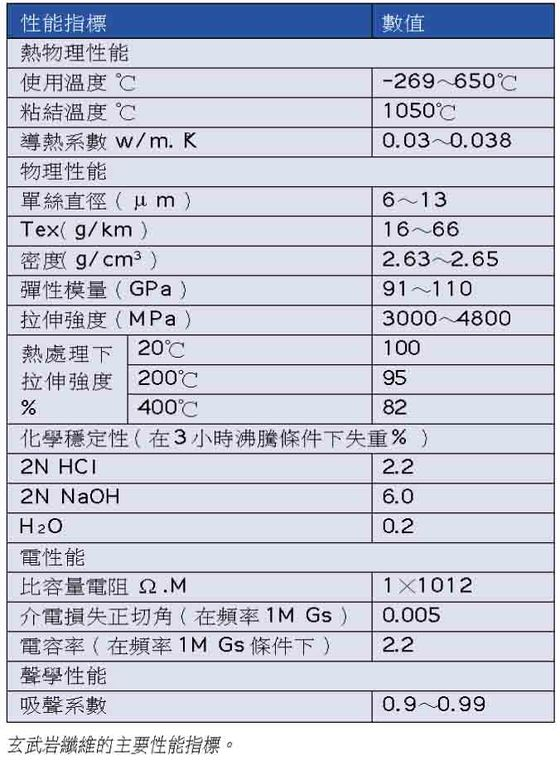 性能指標 數值
熱物理性能
使用溫度 ℃ -269～650℃
粘結溫度 ℃ 1050℃
導熱系數 w/m. K 0.03～0.038
物理性能
單絲直徑（ μ m ） 6～13
Tex( g/km ) 16～66
密度( g/cm³ ) 2.63～2.65
彈性模量（GPa ） 91～110
拉伸強度（MPa ） 3000～4800
熱處理下 20℃ 100
拉伸強度 200℃ 95
% 400℃ 82
化學穩定性（在3小時沸騰條件下失重% ）
2N HCl 2.2
2N NaOH 6.0
H₂O 0.2
電性能
比容量電阻 Ω.M 1×1012
介電損失正切角（在頻率1M Gs ） 0.005
電容率（在頻率1M Gs條件下） 2.2
聲學性能
吸聲系數 0.9～0.99
玄武岩纖維的主要性能指標。